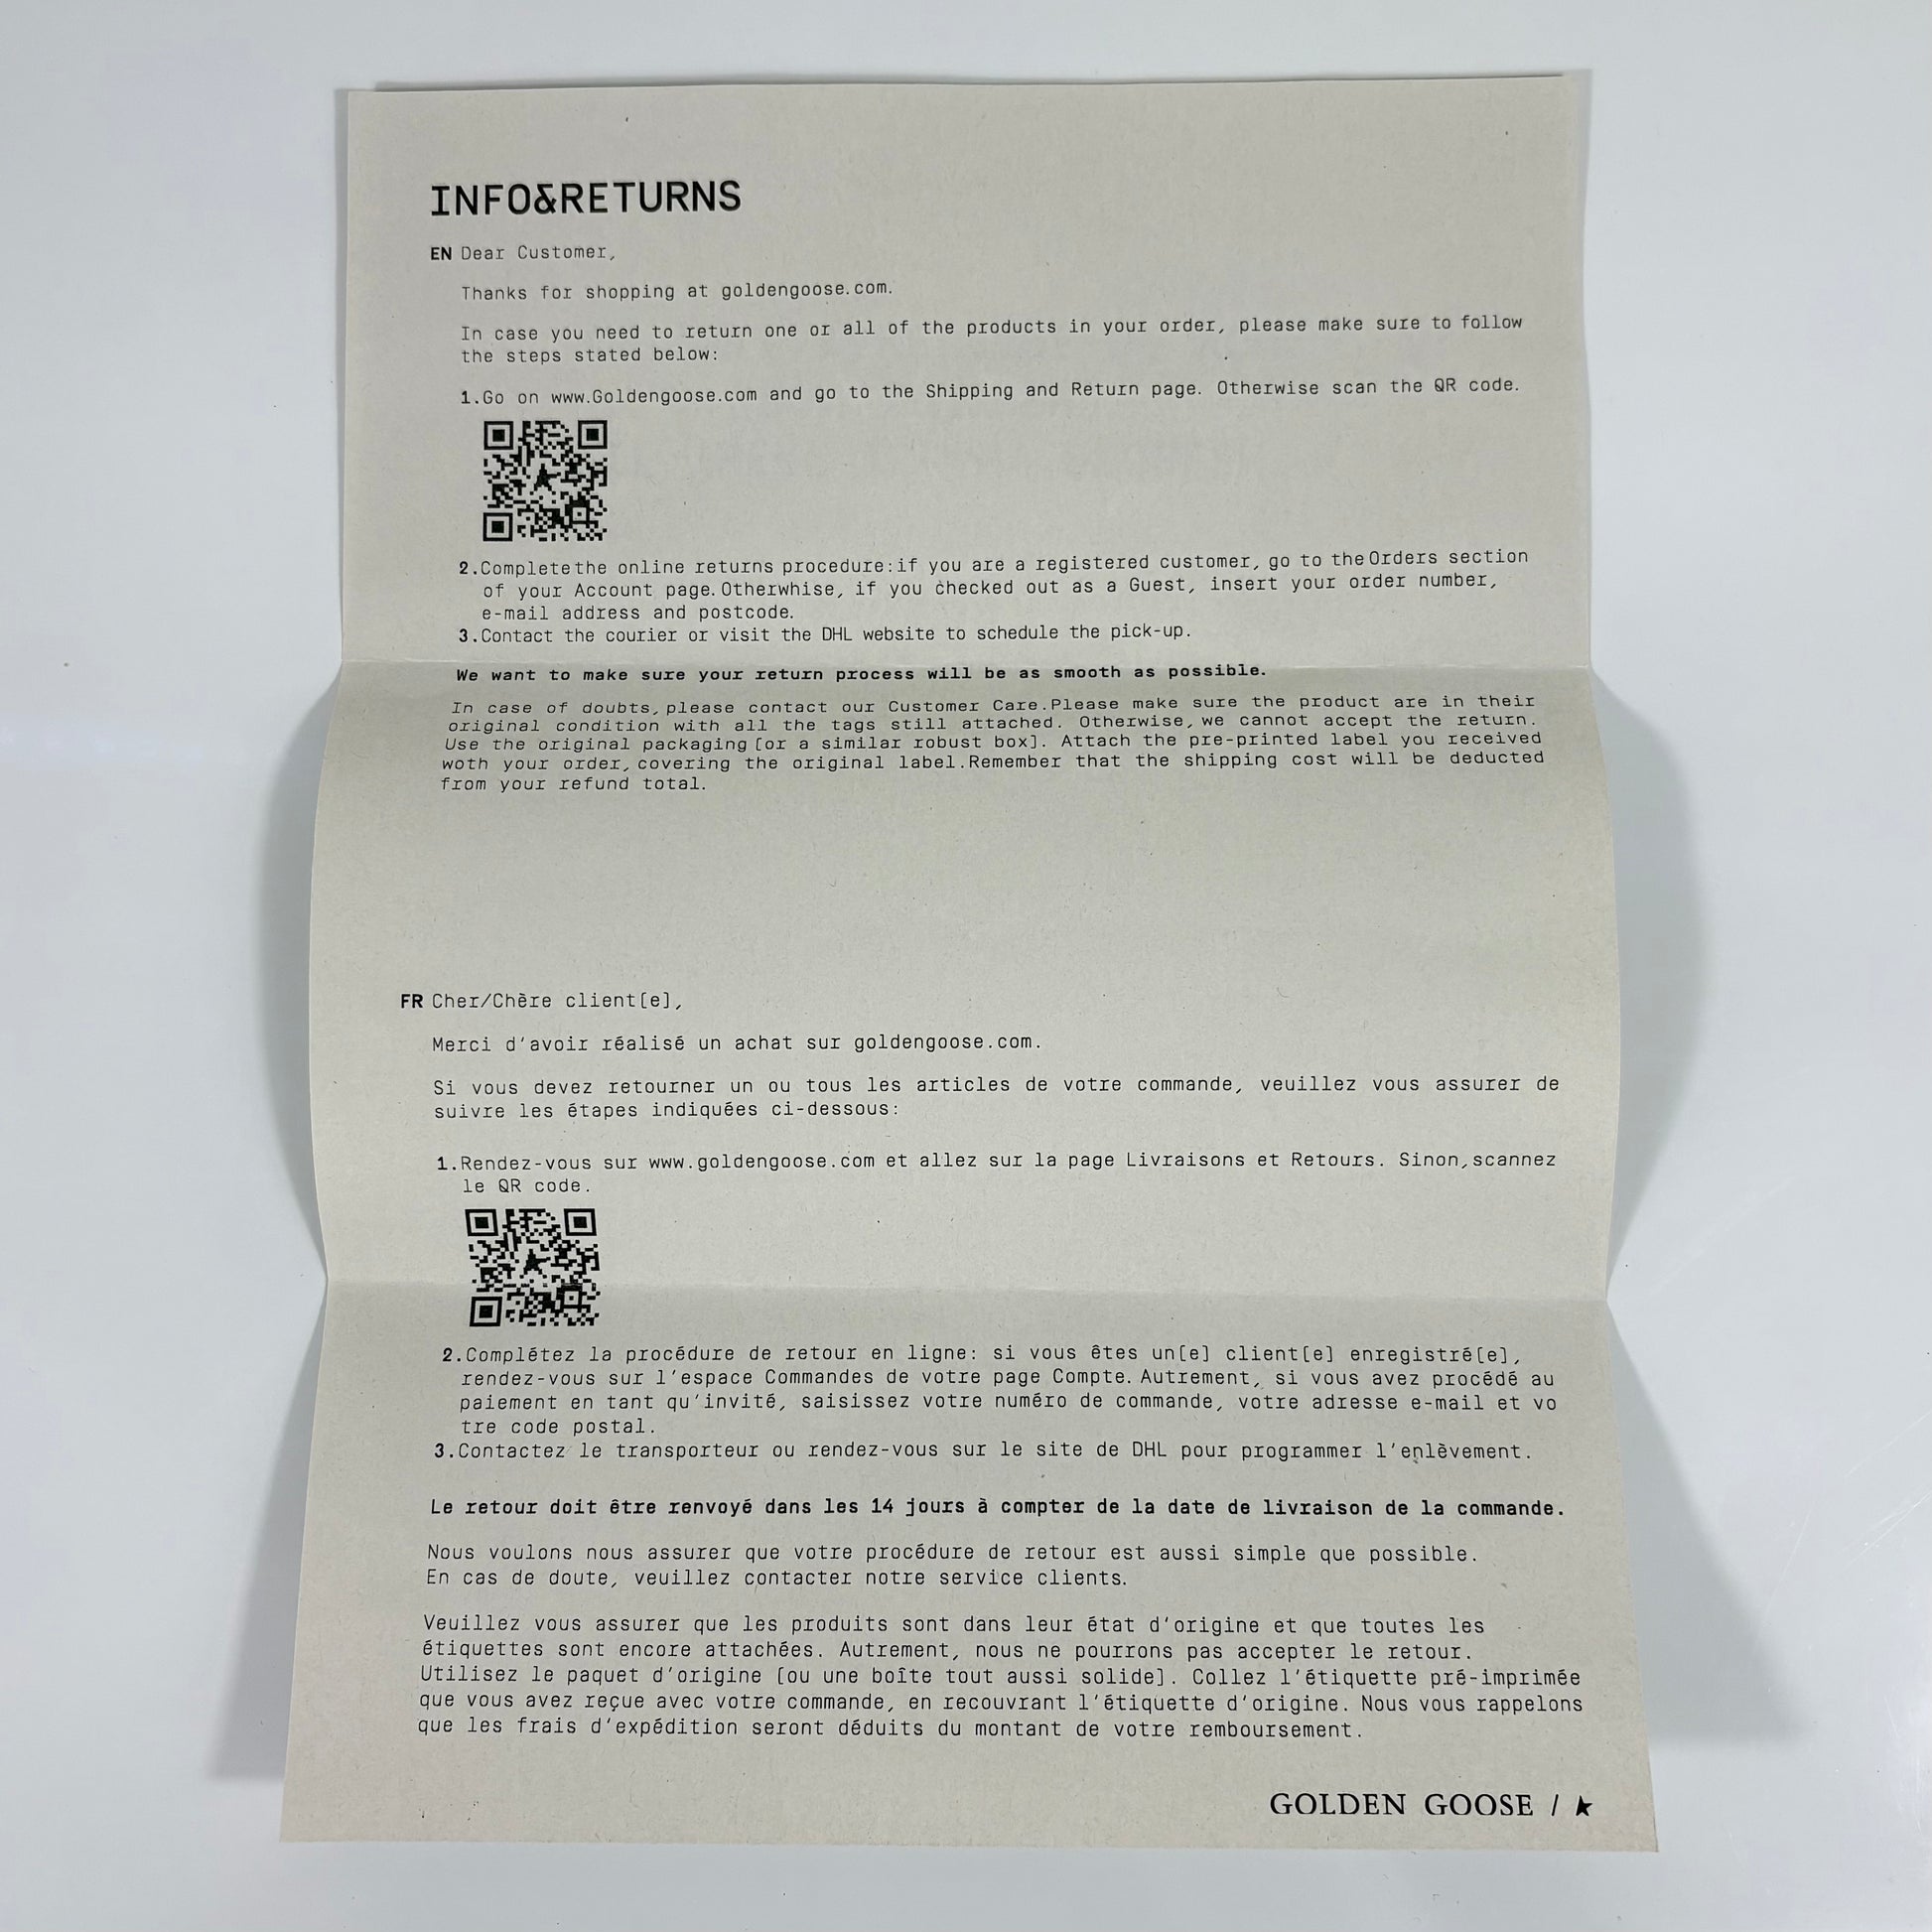 INFO&RETURNS
EN Dear Customer,
Thanks for shopping at goldengoose.com.
In case you need to return one or all of the products in your order, please make sure to follow
the steps stated below:
1.Go on www.Goldengoose.com and go to the Shipping and Return page. Otherwise scan the QR code.
2.Complete the online returns procedure:if you are a registered customer, go to the Orders section
of your Account page.Otherwhise, if you checked out as a Guest, insert your order number,
e-mail address and postcode.
3.Contact the courier or visit the DHL website to schedule the pick-up.
We want to make sure your return process will be as smooth as possible.
In case of doubts,please contact our Customer Care.Please make sure the product are in their
original condition with all the tags still attached. Otherwise,we cannot accept the return.
Use the original packaging [or a similar robust box]. Attach the pre-printed label you received
woth your order,covering the original label.Remember that the shipping cost will be deducted
from your refund total.
FR Cher/Chère client[e],
Merci d'avoir réalisé un achat sur goldengoose.com.
Si vous devez retourner un ou tous les articles de votre commande, veuillez vous assurer de
suivre les étapes indiquées ci-dessous:
1.Rendez-vous sur www.goldengoose.com et allez sur la page Livraisons et Retours. Sinon,scannez
le QR code.
2.Complétez la procédure de retour en ligne: si vous êtes un[e] client[e] enregistré[e],
rendez-vous sur l'espace Commandes de votre page Compte. Autrement, si vous avez procédé au
paiement en tant qu'invité, saisissez votre numéro de commande, votre adresse e-mail et vo
tre code postal.
3.Contactez le transporteur ou rendez-vous sur le site de DHL pour programmer l'enlèvement.
Le retour doit être renvoyé dans les 14 jours à compter de la date de livraison de la commande.
Nous voulons nous assurer que votre procédure de retour est aussi simple que possible.
En cas de doute, veuillez contacter notre service clients.
Veuillez vous assurer que les produits sont dans leur état d'origine et que toutes les
étiquettes sont encore attachées. Autrement, nous ne pourrons pas accepter le retour.
Utilisez le paquet d'origine [ou une boîte tout aussi solide]. Collez l'étiquette pré-imprimée
que vous avez reçue avec votre commande, en recouvrant l'étiquette d'origine. Nous vous rappelons
que les frais d'expédition seront déduits du montant de votre remboursement.
GOLDEN GOOSE /